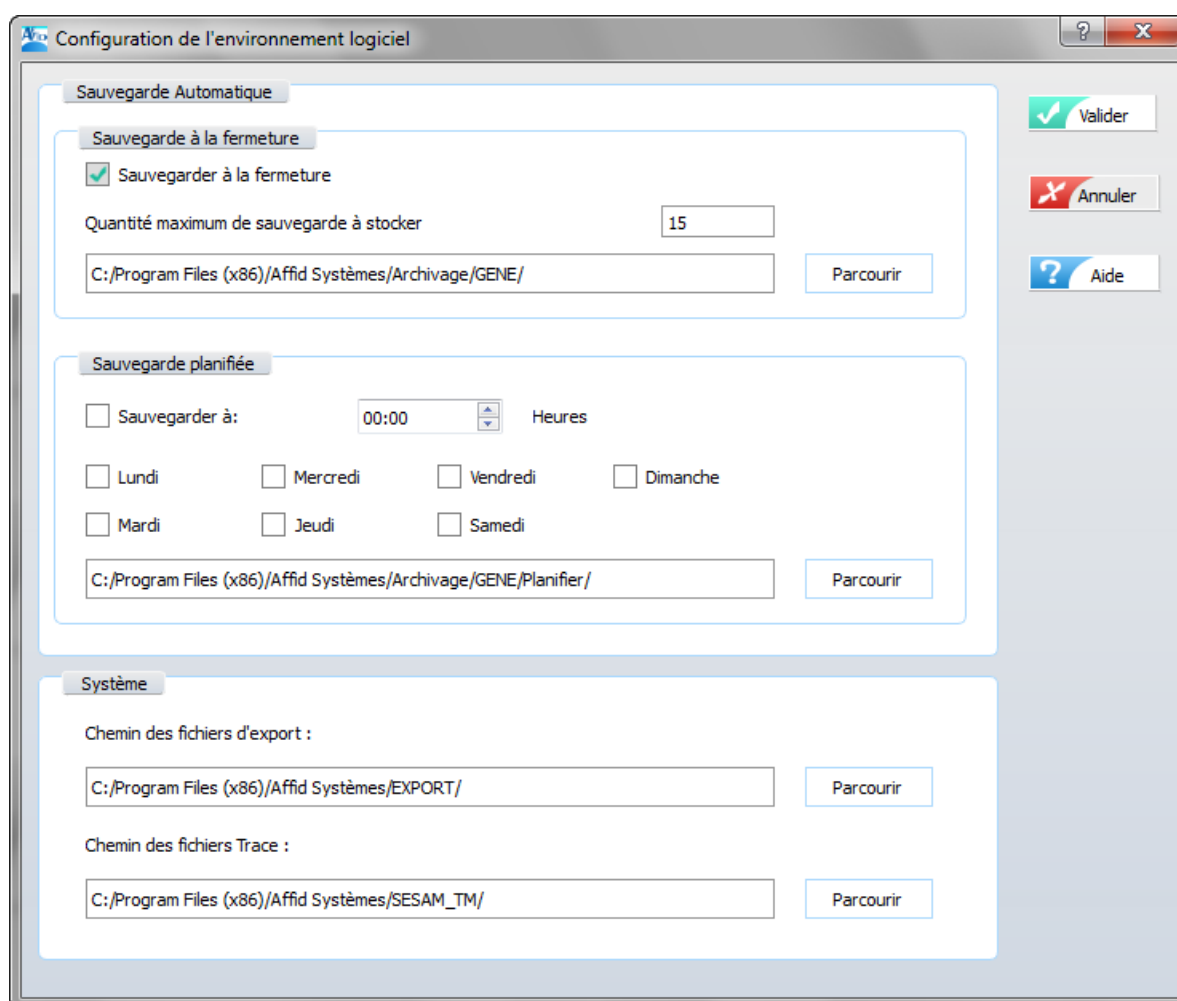 Configuration de l'environnement logiciel
Sauvegarde Automatique
Sauvegarde à la fermeture
Sauvegarder à la fermeture
Quantité maximum de sauvegarde à stocker 15
C:/Program Files (x86)/Affid Systèmes/Archivage/GENE/ Parcourir
Sauvegarde planifiée
Sauvegarder à: 00:00 Heures
Lundi Mercredi Vendredi Dimanche
Mardi Jeudi Samedi
C:/Program Files (x86)/Affid Systèmes/Archivage/GENE/Planifier/ Parcourir
Système
Chemin des fichiers d'export :
C:/Program Files (x86)/Affid Systèmes/EXPORT/ Parcourir
Chemin des fichiers Trace :
C:/Program Files (x86)/Affid Systèmes/SESAM_TM/ Parcourir
Valider
Annuler
? Aide